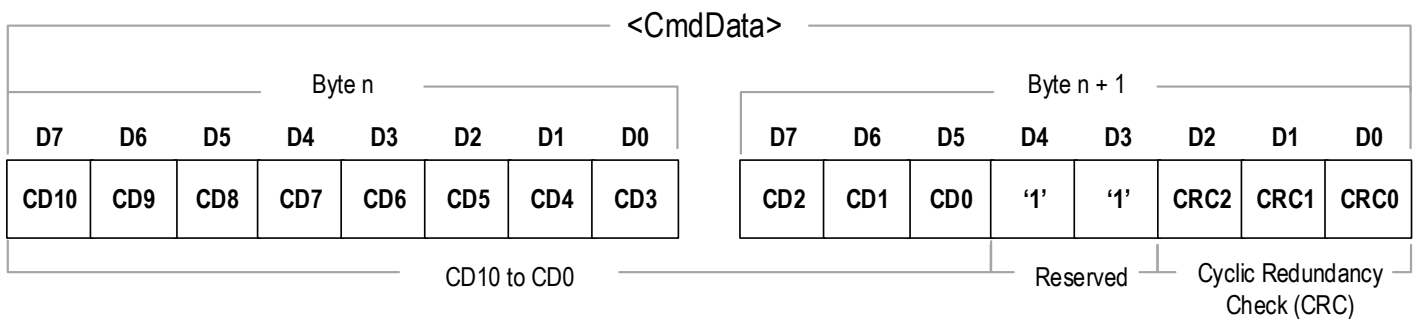 <CmdData>
Byte n Byte n + 1
D7 D6 D5 D4 D3 D2 D1 D0 D7 D6 D5 D4 D3 D2 D1 D0
CD10 CD9 CD8 CD7 CD6 CD5 CD4 CD3 CD2 CD1 CD0 ‘1’ ‘1’ CRC2 CRC1 CRC0
CD10 to CD0 Reserved Cyclic Redundancy
Check (CRC)